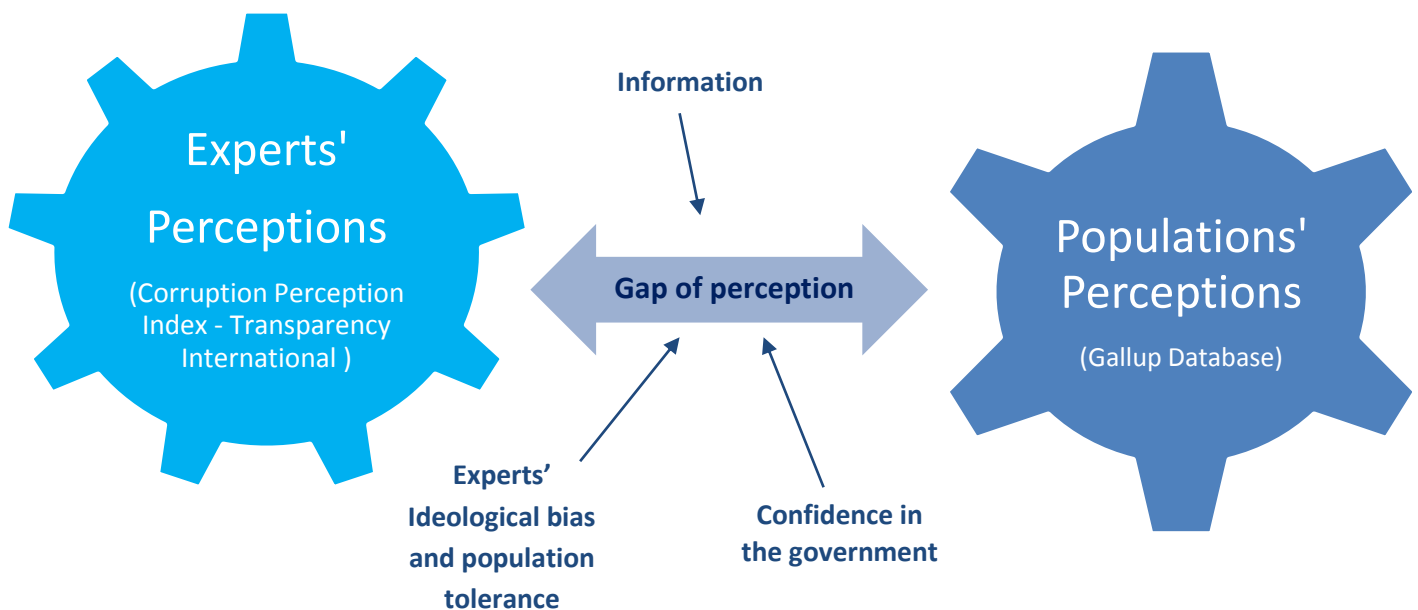 Experts'
Perceptions
(Corruption Perception
Index - Transparency
International )
Information
Gap of perception
Experts’
Ideological bias
and population
tolerance
Confidence in
the government
Populations'
Perceptions
(Gallup Database)